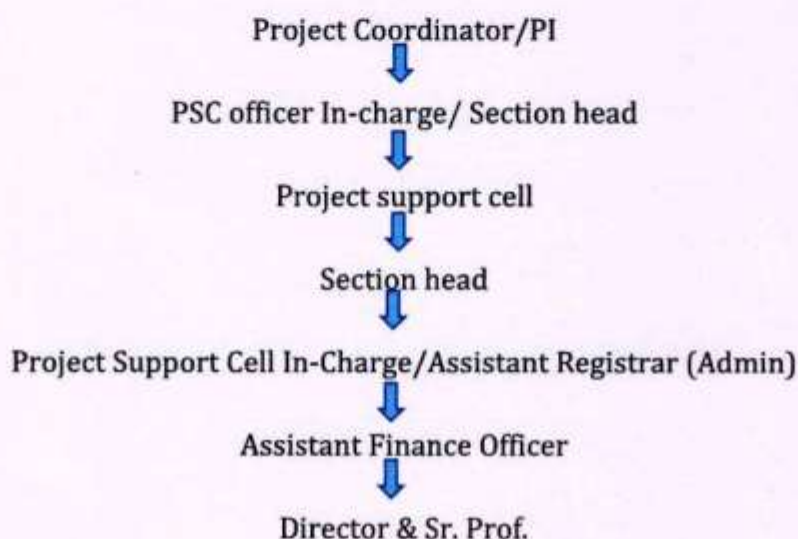 Project Coordinator/PI
PSC officer In-charge/ Section head
Project support cell
Section head
Project Support Cell In-Charge/Assistant Registrar (Admin)
Assistant Finance Officer
Director & Sr. Prof.